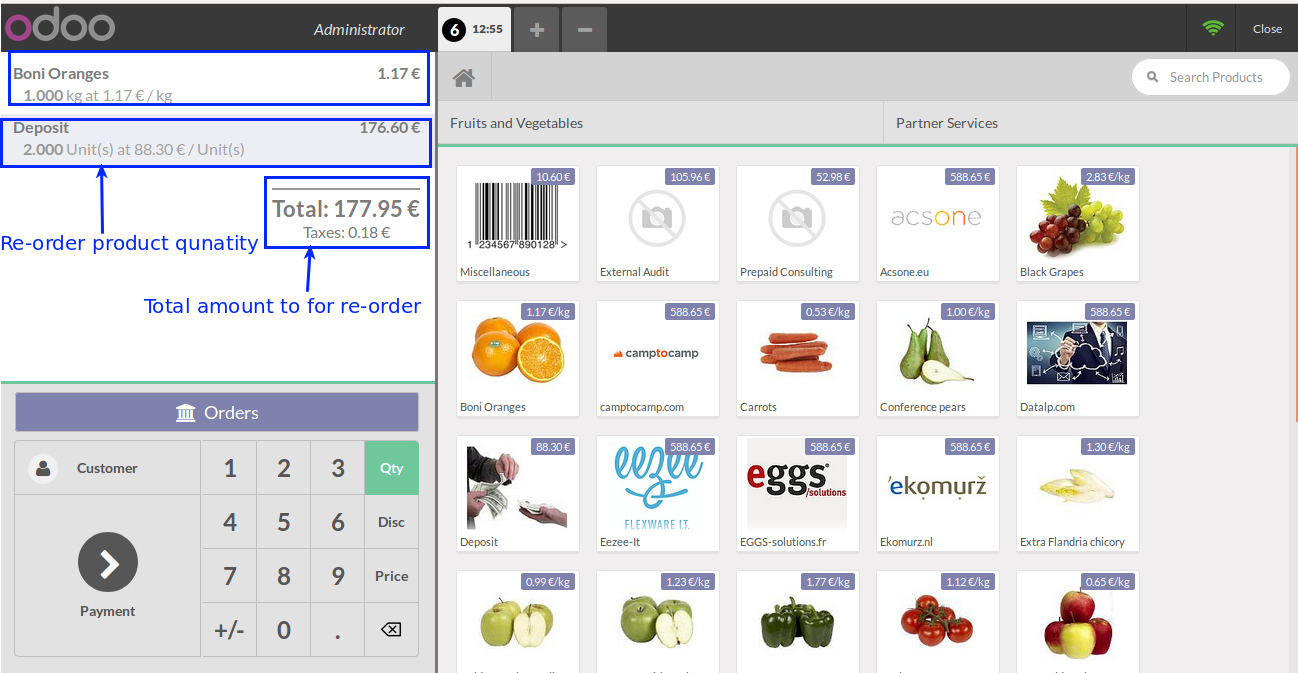 odoo
Administrator
6 12:55
Close
Boni Oranges 1.17 €
1.000 kg at 1.17 € / kg
Deposit 176.60 €
2.000 Unit(s) at 88.30 € / Unit(s)
Total: 177.95 €
Taxes: 0.18 €
Re-order product qunatity
Total amount to for re-order
Orders
Customer
1 2 3 Qty
4 5 6 Disc
7 8 9 Price
+/- 0 .
Payment
Search Products
Fruits and Vegetables
Partner Services
10.60 €
1 234567 890128 >
Miscellaneous
105.96 €
External Audit
52.98 €
Prepaid Consulting
588.65 €
acsone
Acsone.eu
2.83 €/kg
Black Grapes
1.17 €/kg
Boni Oranges
588.65 €
camptocamp
camptocamp.com
0.53 €/kg
Carrots
1.00 €/kg
Conference pears
588.65 €
Datalp.com
88.30 €
Deposit
588.65 €
eezee
FLEXWARE I.T.
Eezee-It
588.65 €
eggs
/solutions
EGGS-solutions.fr
588.65 €
'ekomurż
Ekomurz.nl
1.30 €/kg
Extra Flandria chicory
0.99 €/kg
1.23 €/kg
1.77 €/kg
1.12 €/kg
0.65 €/kg